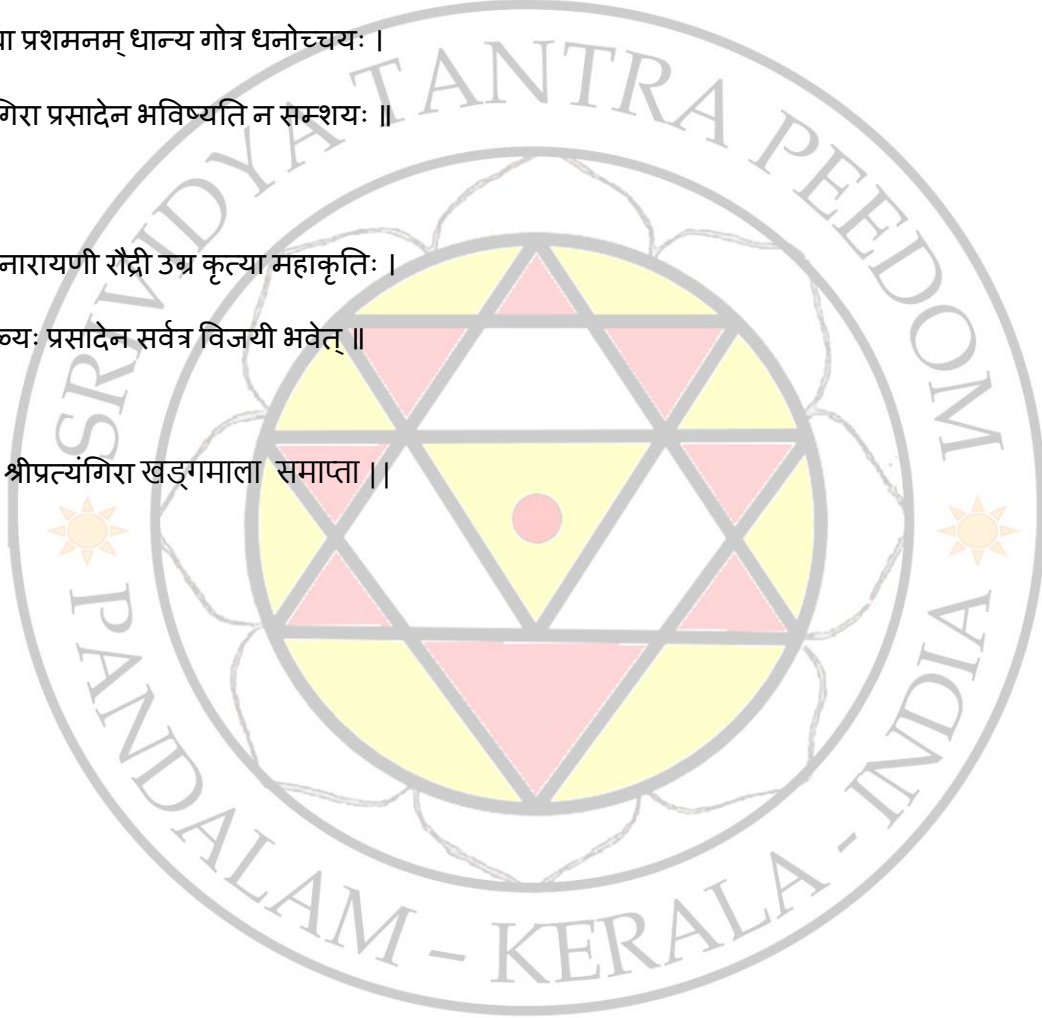 प्रशमनम् धान्य गोत्र धनोच्चयः ।
गिरा प्रसादेन भविष्यति न सम्शयः ॥
नारायणी रौद्री उग्र कृत्या महाकृतिः ।
प्रसादेन सर्वत्र विजयी भवेत् ॥
श्रीप्रत्यंगिरा खड्गमाला समाप्ता ||
SRIVIDYA TANTRA PEEDOM
PANDALAM - KERALA - INDIA